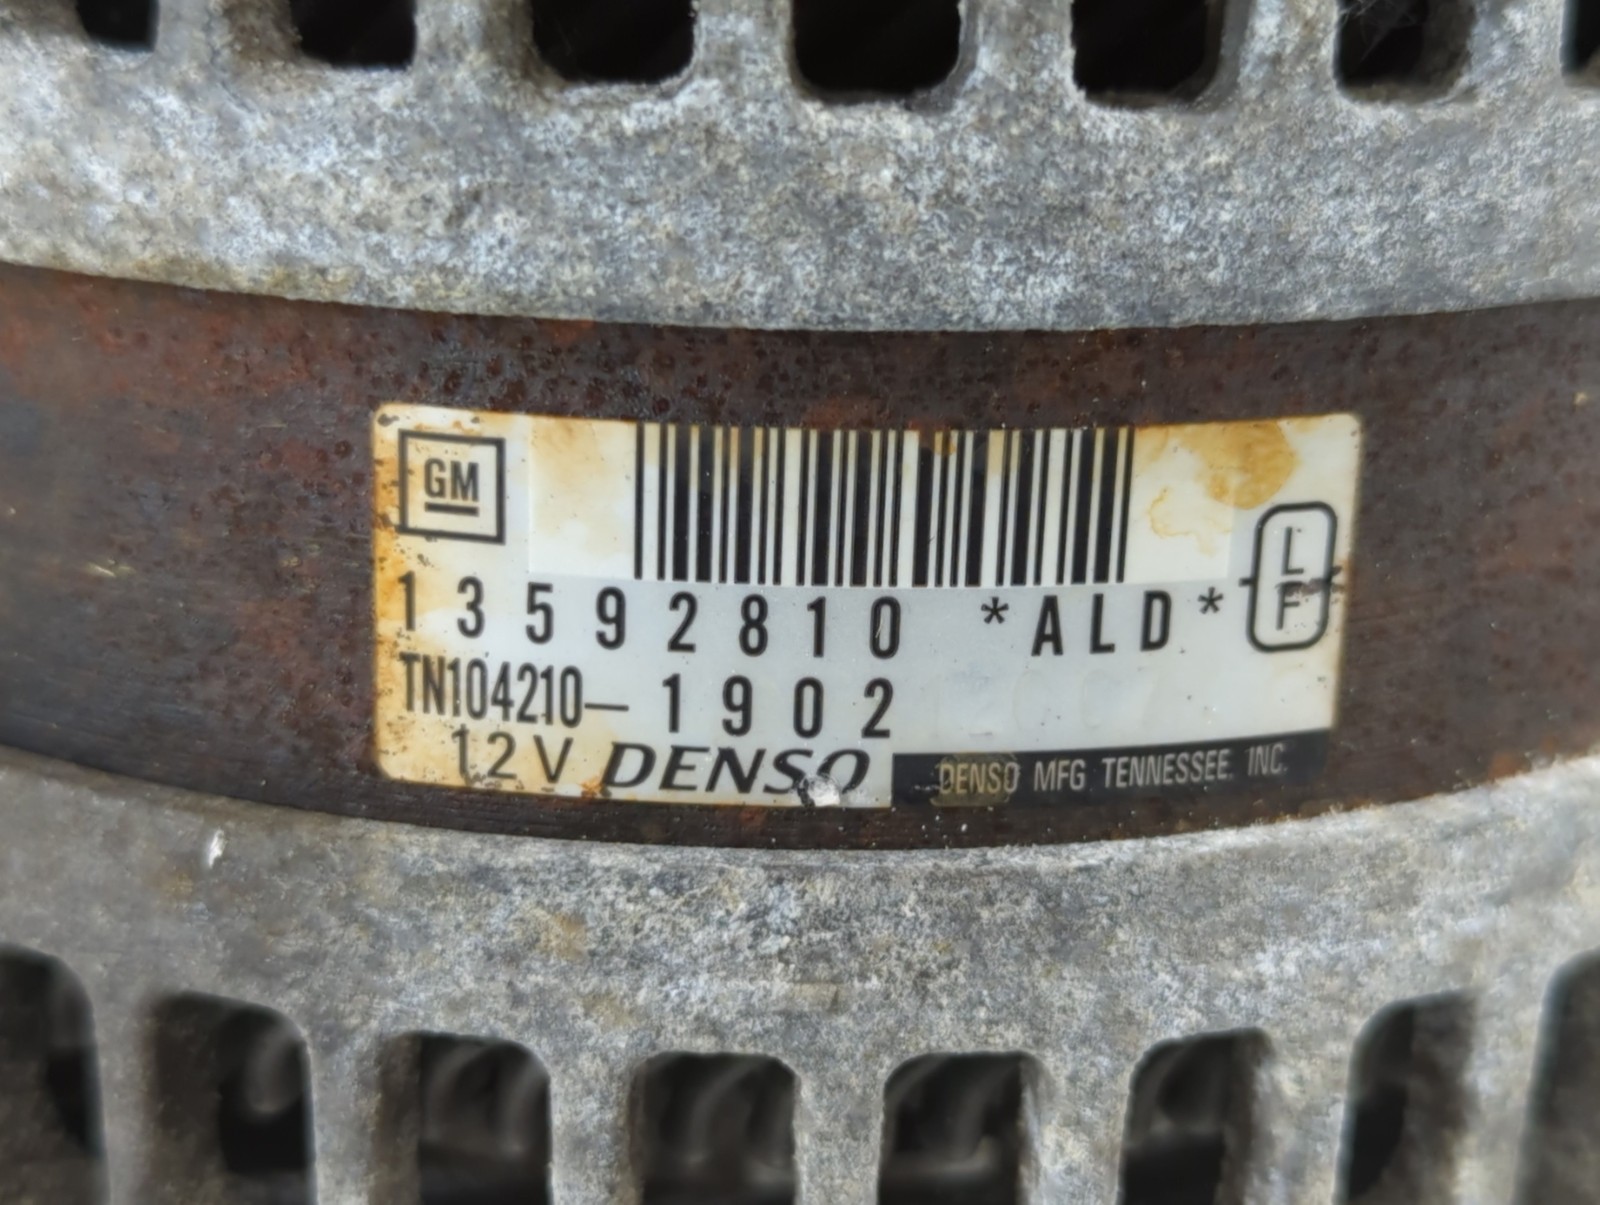 GM
13592810 *ALD*
L
F
TN104210-1902
12V DENSO
DENSO MFG TENNESSEE. INC.